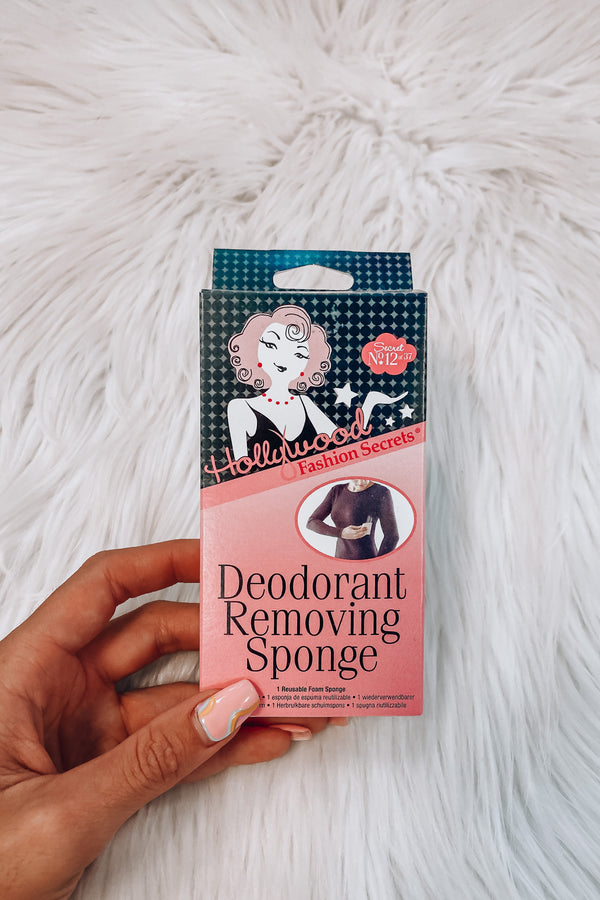 Secret
No12 of 37
Hollywood
Fashion Secrets®
Deodorant
Removing
Sponge
1 Reusable Foam Sponge
• 1 esponja de espuma reutilizable • 1 wiederverwendbarer
• 1 Herbruikbare schuimspons • 1 spugna riutilizzabile